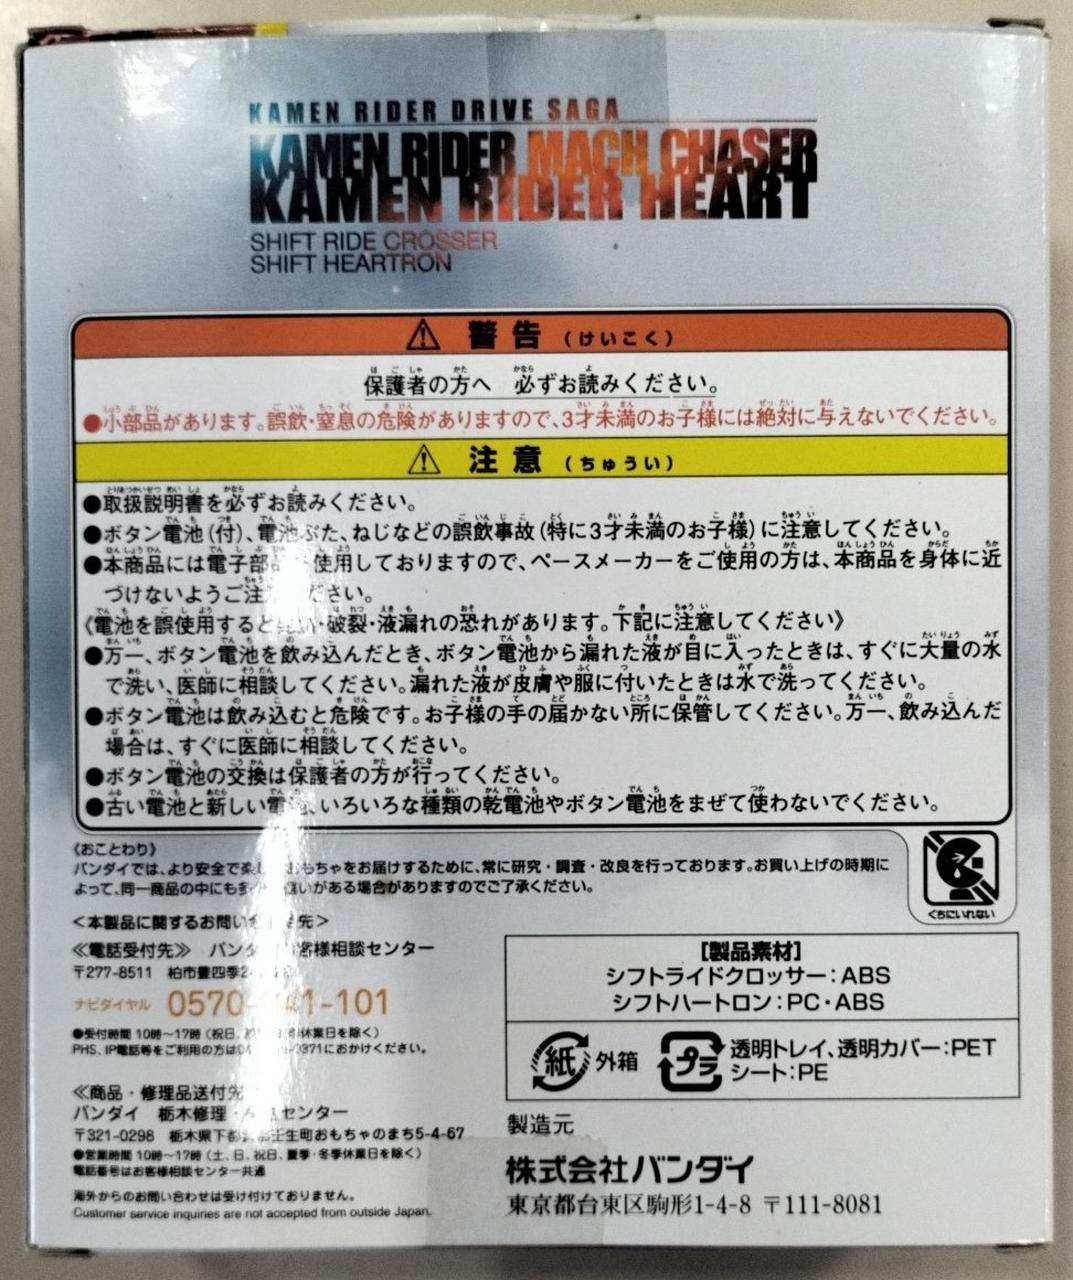 KAMEN RIDER DRIVE SAGA
KAMEN RIDER MACH CHASER
KAMEN RIDER HEART
SHIFT RIDE CROSSER
SHIFT HEARTRON
警告（けいこく）
保護者の方へ 必ずお読みください。
●小部品があります。誤飲・窒息の危険がありますので、3才未満のお子様には絶対に与えないでください。
注意（ちゅうい）
●取扱説明書を必ずお読みください。
●ボタン電池(付)、電池ぶた、ねじなどの誤飲事故(特に3才未満のお子様)に注意してください。
●本商品には電子部品 使用しておりますので、ペースメーカーをご使用の方は、本商品を身体に近
づけないようご注 ださい。
《電池を誤使用すると ・破裂・液漏れの恐れがあります。下記に注意してください》
●万一、ボタン電池を飲み込んだとき、ボタン電池から漏れた液が目に入ったときは、すぐに大量の水
で洗い、医師に相談してください。漏れた液が皮膚や服に付いたときは水で洗ってください。
●ボタン電池は飲み込むと危険です。お子様の手の届かない所に保管してください。万一、飲み込んだ
場合は、すぐに医師に相談してください。
●ボタン電池の交換は保護者の方が行ってください。
●古い電池と新しい電池、いろいろな種類の乾電池やボタン電池をまぜて使わないでください。
くちにいれない
《おことわり》
バンダイでは、より安全で楽し おもちゃをお届けするために、常に研究・調査・改良を行っております。お買い上げの時期に
よって、同一商品の中にも多 違いがある場合がありますのでご了承ください。
＜本製品に関するお問い 先＞
≪電話受付先≫ バンダ 客様相談センター
〒277-8511 柏市豊四季2
ナビダイヤル 0570- 41-101
●受付時間 10時～17時（祝日、 休業日を除く）
PHS、IP電話等をご利用の方は04 0371におかけください。
≪商品・修理品送付先
バンダイ 栃木修理・ センター
〒321-0298 栃木県下都 壬生町おもちゃのまち5-4-67
●営業時間 10時～17時（土、日、祝日、夏季・冬季休業日を除く）
電話番号はお客様相談センター共通
海外からのお問い合わせは受け付けておりません。
Customer service inquiries are not accepted from outside Japan.
【製品素材】
シフトライドクロッサー：ABS
シフトハートロン：PC・ABS
紙 外箱
プラ 透明トレイ、透明カバー：PET
シート：PE
製造元
株式会社バンダイ
東京都台東区駒形1-4-8 〒111-8081